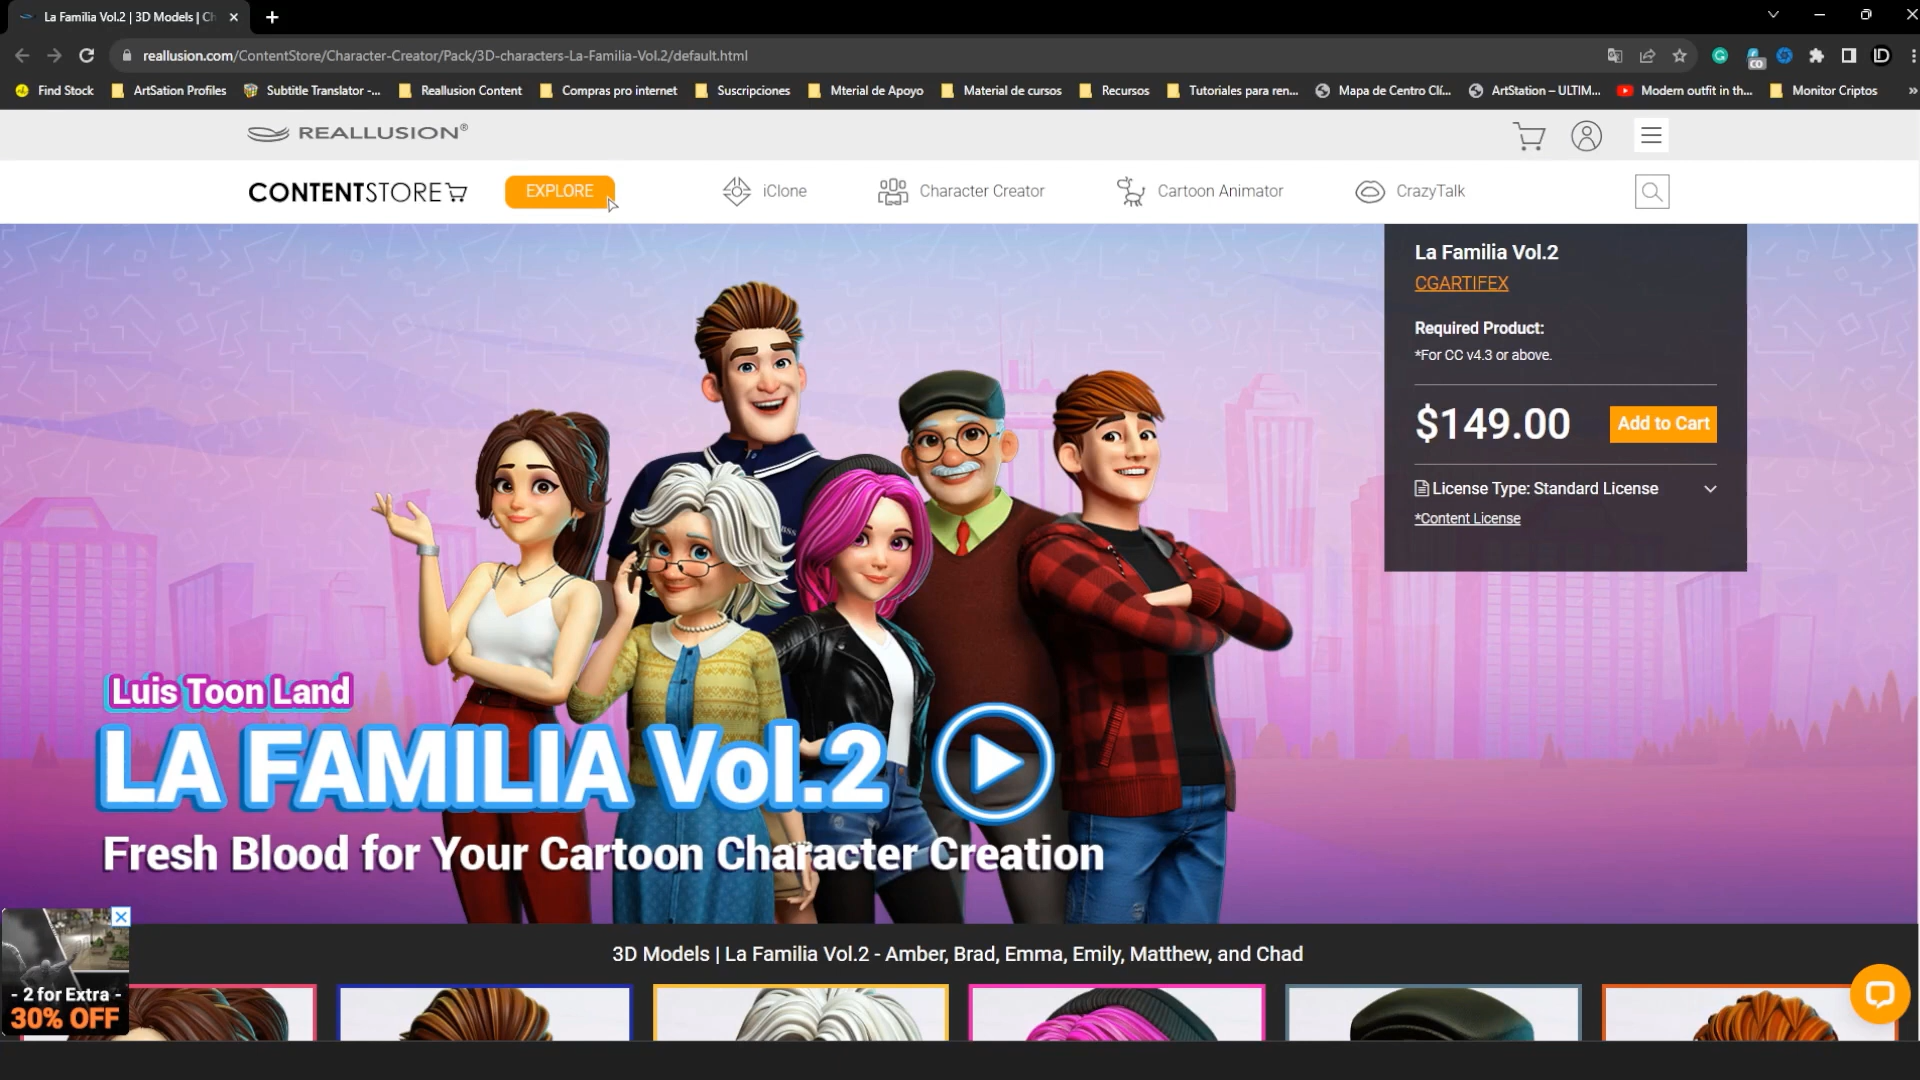 La Familia Vol.2 | 3D Models | Ch
reallusion.com/ContentStore/Character-Creator/Pack/3D-characters-La-Familia-Vol.2/default.html
Find Stock ArtSation Profiles Subtitle Translator -... Reallusion Content Compras pro internet Suscripciones Mterial de Apoyo Material de cursos Recursos Tutoriales para ren... Mapa de Centro Clí... ArtStation – ULTIM... Modern outfit in th... Monitor Criptos »
REALLUSION®
CONTENTSTORE EXPLORE iClone Character Creator Cartoon Animator CrazyTalk
La Familia Vol.2
CGARTIFEX
Required Product:
*For CC v4.3 or above.
$149.00 Add to Cart
License Type: Standard License
*Content License
Luis Toon Land
LA FAMILIA Vol.2
Fresh Blood for Your Cartoon Character Creation
3D Models | La Familia Vol.2 - Amber, Brad, Emma, Emily, Matthew, and Chad
- 2 for Extra -
30% OFF